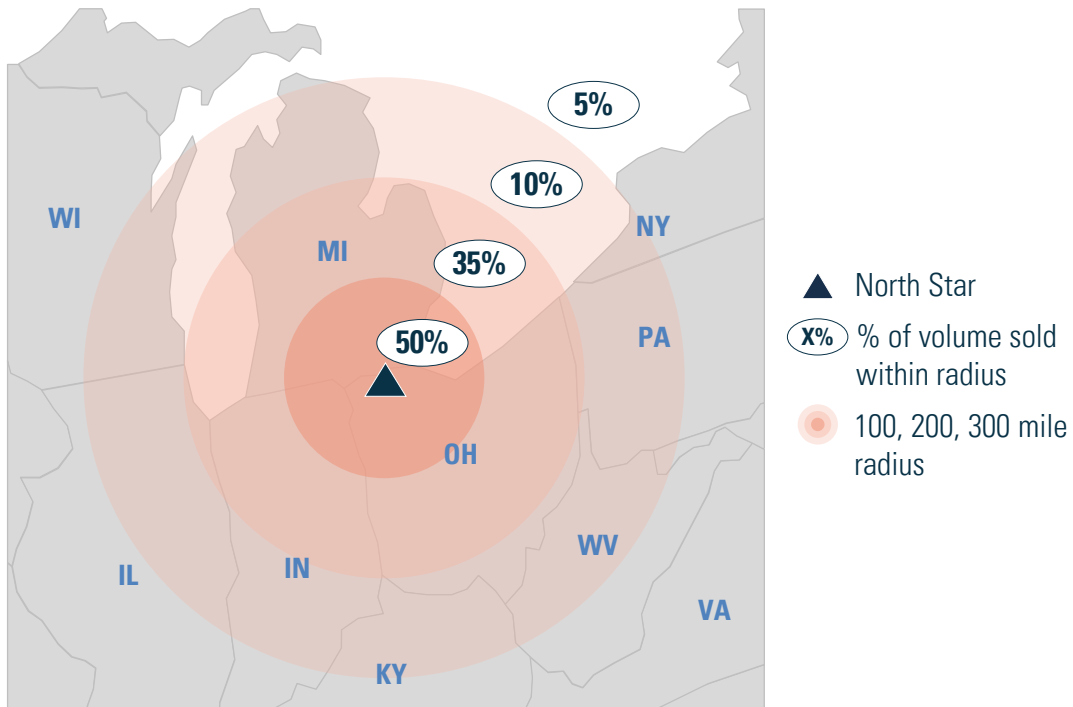 5%
10%
WI
NY
MI
35%
PA
50%
OH
WV
IN
IL
VA
KY
North Star
X% % of volume sold
within radius
100, 200, 300 mile
radius